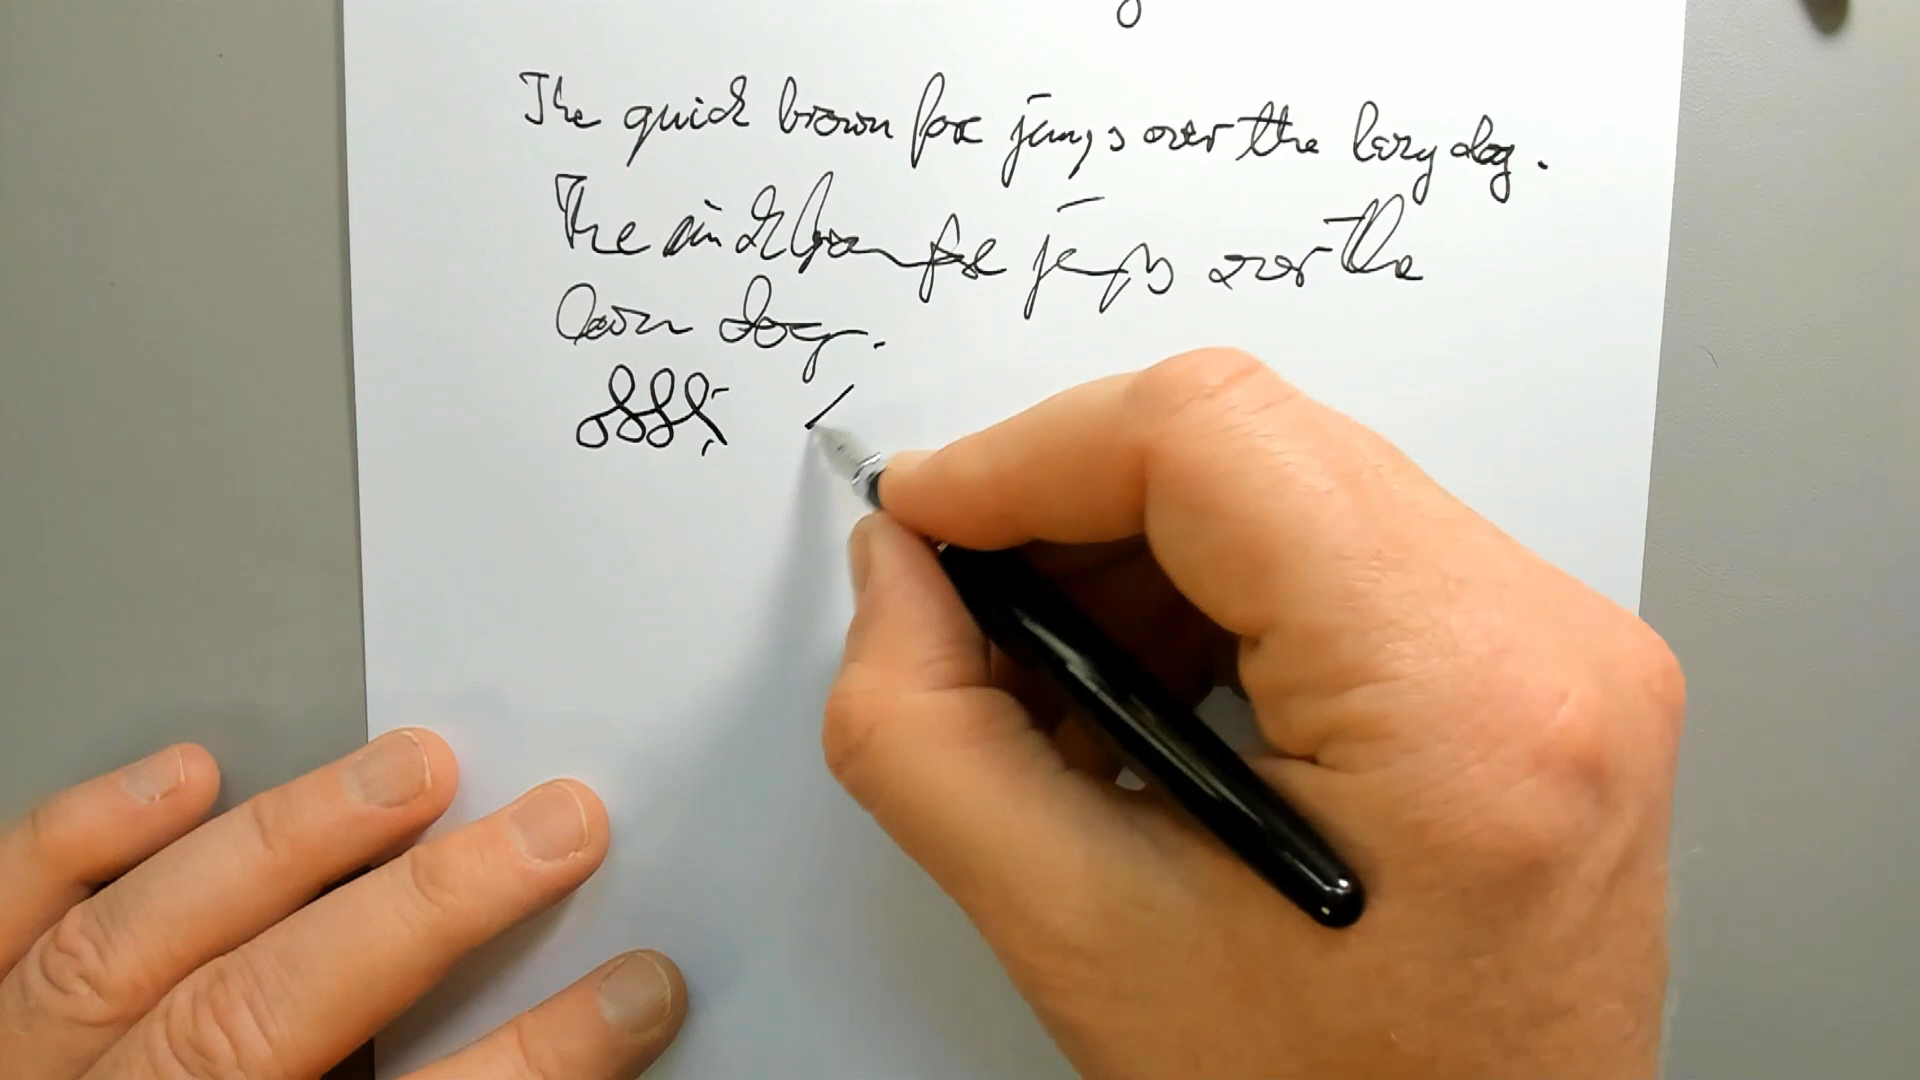 The quick brown fox jumps over the lazy dog.
The fox jumps over the
dog.